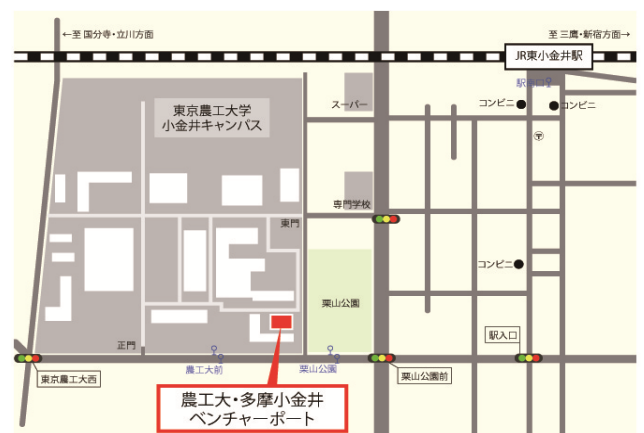 ←至 国分寺・立川方面
至 三鷹・新宿方面→
JR東小金井駅
駅南口
コンビニ
コンビニ
スーパー
東京農工大学
小金井キャンパス
〒
専門学校
東門
コンビニ
栗山公園
駅入口
正門
農工大前
栗山公園
東京農工大西
栗山公園前
農工大・多摩小金井
ベンチャーポート